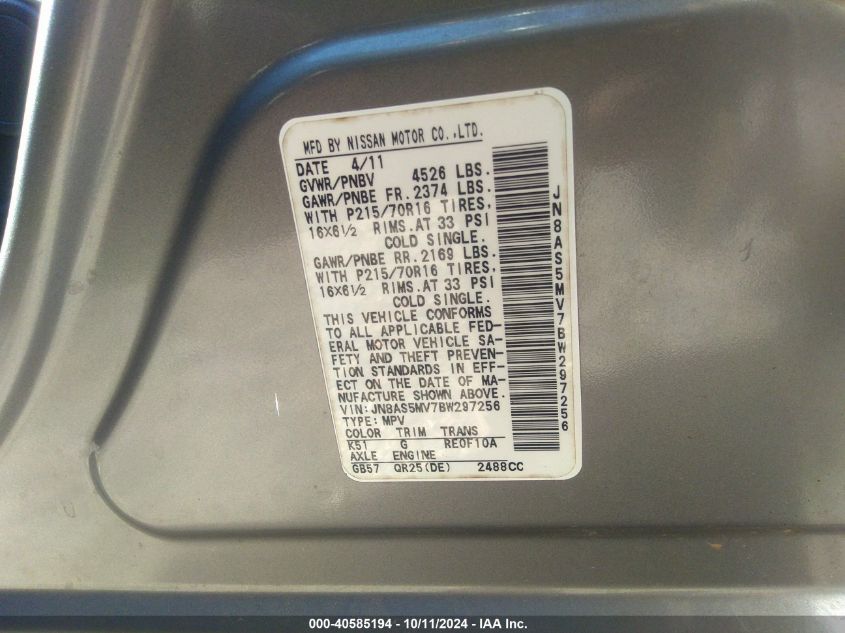 MFD BY NISSAN MOTOR CO.,LTD.
DATE 4/11
GVWR/PNBV 4526 LBS.
GAWR/PNBE FR. 2374 LBS.
WITH P215/70R16 TIRES,
16X6½ RIMS.AT 33 PSI
COLD SINGLE.
GAWR/PNBE RR. 2169 LBS.
WITH P215/70R16 TIRES,
16X6½ RIMS.AT 33 PSI
COLD SINGLE.
THIS VEHICLE CONFORMS
TO ALL APPLICABLE FED-
ERAL MOTOR VEHICLE SA-
FETY AND THEFT PREVEN-
TION STANDARDS IN EFF-
ECT ON THE DATE OF MA-
NUFACTURE SHOWN ABOVE.
VIN:JN8AS5MV7BW297256
TYPE:MPV
COLOR TRIM TRANS
K51 G RE0F10A
AXLE ENGINE
GB57 QR25(DE) 2488CC
JN8AS5MV7BW297256
000-40585194 - 10/11/2024 - IAA Inc.